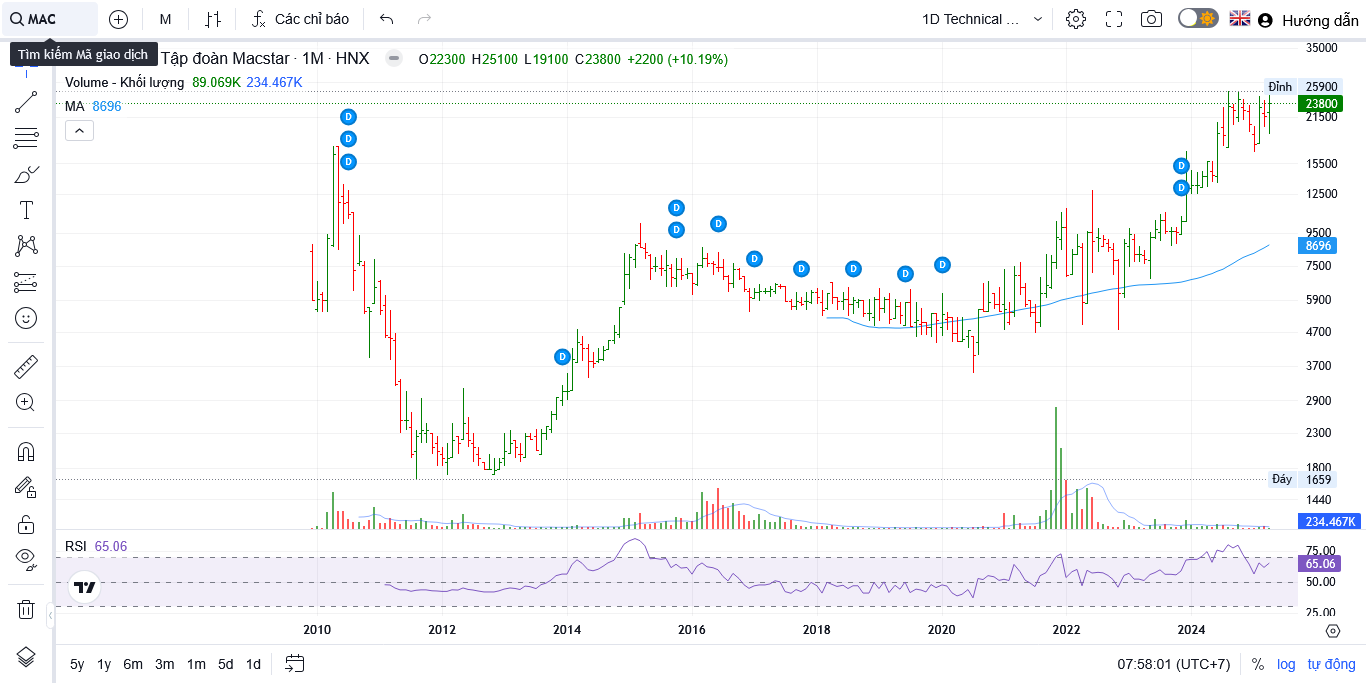 MAC
M
Các chỉ báo
1D Technical ...
Hướng dẫn
Tìm kiếm Mã giao dịch
Tập đoàn Macstar · 1M · HNX
O22300 H25100 L19100 C23800 +2200 (+10.19%)
Volume - Khối lượng 89.069K 234.467K
MA 8696
35000
Đỉnh 25900
23800
21500
15500
12500
9500
8696
7500
5900
4700
3700
2900
2300
1800
Đáy 1659
1440
234.467K
D
D
D
D
D
D
D
D
D
D
D
D
D
D
RSI 65.06
75.00
65.06
50.00
25.00
2010 2012 2014 2016 2018 2020 2022 2024
5y 1y 6m 3m 1m 5d 1d
07:58:01 (UTC+7) % log tự động